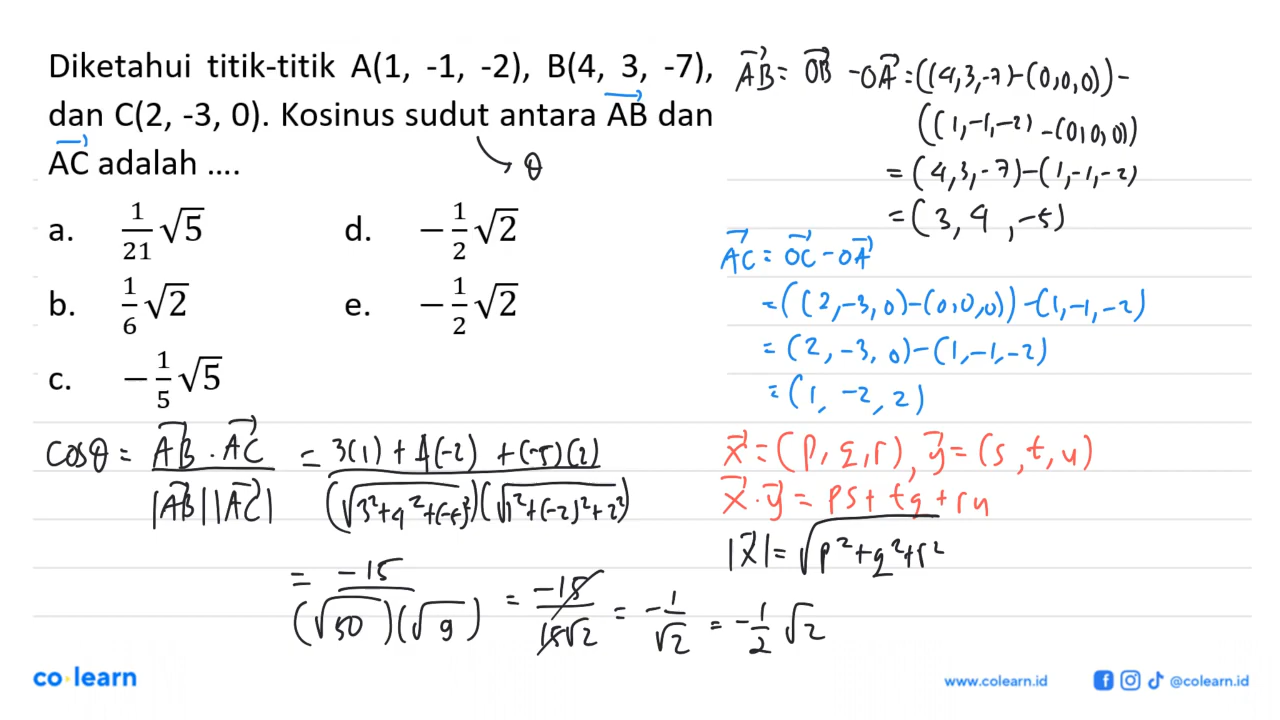 Diketahui titik-titik A(1, -1, -2), B(4, 3, -7),
dan C(2, -3, 0). Kosinus sudut antara AB dan
AC adalah ....
θ
a. 1/21 √5
d. -1/2 √2
b. 1/6 √2
e. -1/2 √2
c. -1/5 √5
AB = OB - OA = ((4,3,-7)-(0,0,0)) -
((1,-1,-2) - (0,0,0))
= (4,3,-7)-(1,-1,-2)
= (3, 4, -5)
AC = OC - OA
= ((2,-3,0)-(0,0,0)) - (1,-1,-2)
= (2,-3,0)-(1,-1,-2)
= (1, -2, 2)
x = (p, q, r), y = (s, t, u)
x . y = ps + tq + ru
|x| = √p²+q²+r²
cos θ = AB . AC / |AB||AC| = 3(1) + 4(-2) + (-5)(2) / (√3²+4²+(-5)²)(√1²+(-2)²+2²)
= -15 / (√50)(√9) = -15 / 15√2 = -1/√2 = -1/2 √2
co learn
www.colearn.id
@colearn.id